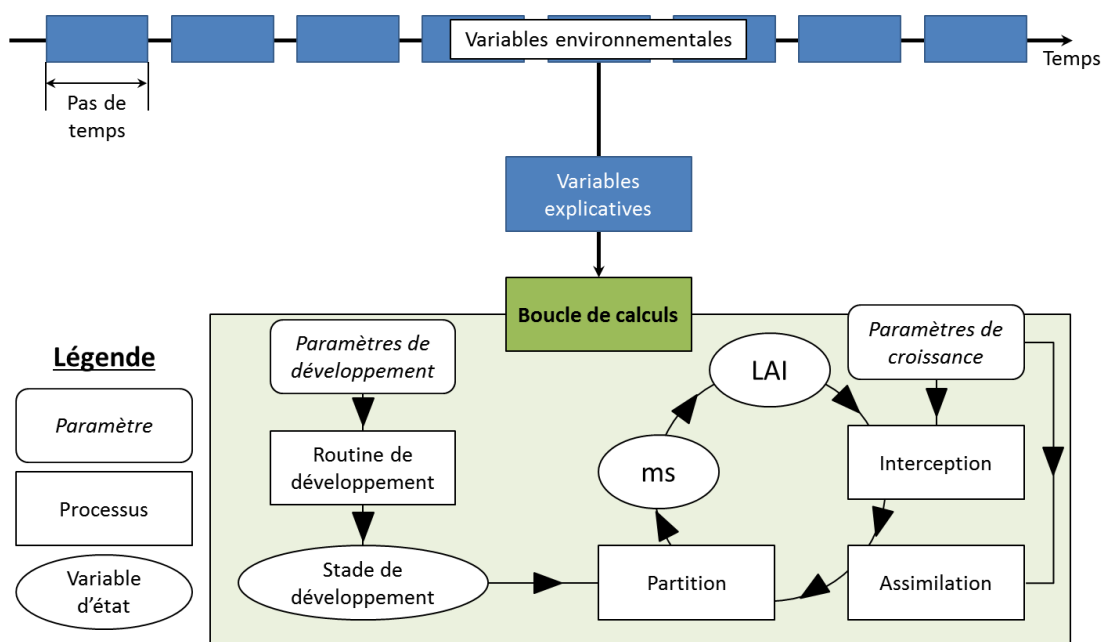 Variables environnementales
Temps
Pas de
temps
Variables
explicatives
Boucle de calculs
Légende
Paramètre
Processus
Variable
d'état
Paramètres de
développement
Routine de
développement
Stade de
développement
LAI
ms
Partition
Paramètres de
croissance
Interception
Assimilation